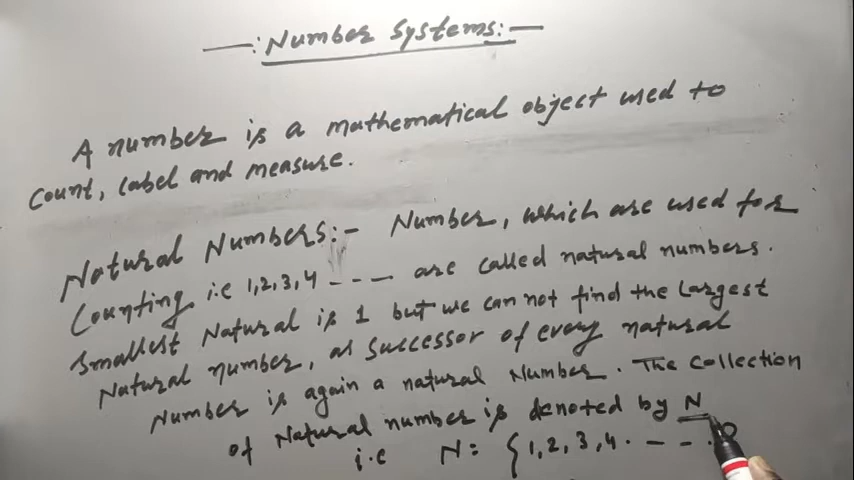 —: Number Systems:—
A number is a mathematical object used to
Count, label and measure.
Natural Numbers:- Number, which are used for
Counting i.e 1,2,3,4 - - - — are called natural numbers.
Smallest Natural is 1 but we can not find the largest
Natural number, as successor of every natural
Number is again a natural Number. The collection
of Natural number is denoted by N
i.e N = {1,2,3,4. - - - .